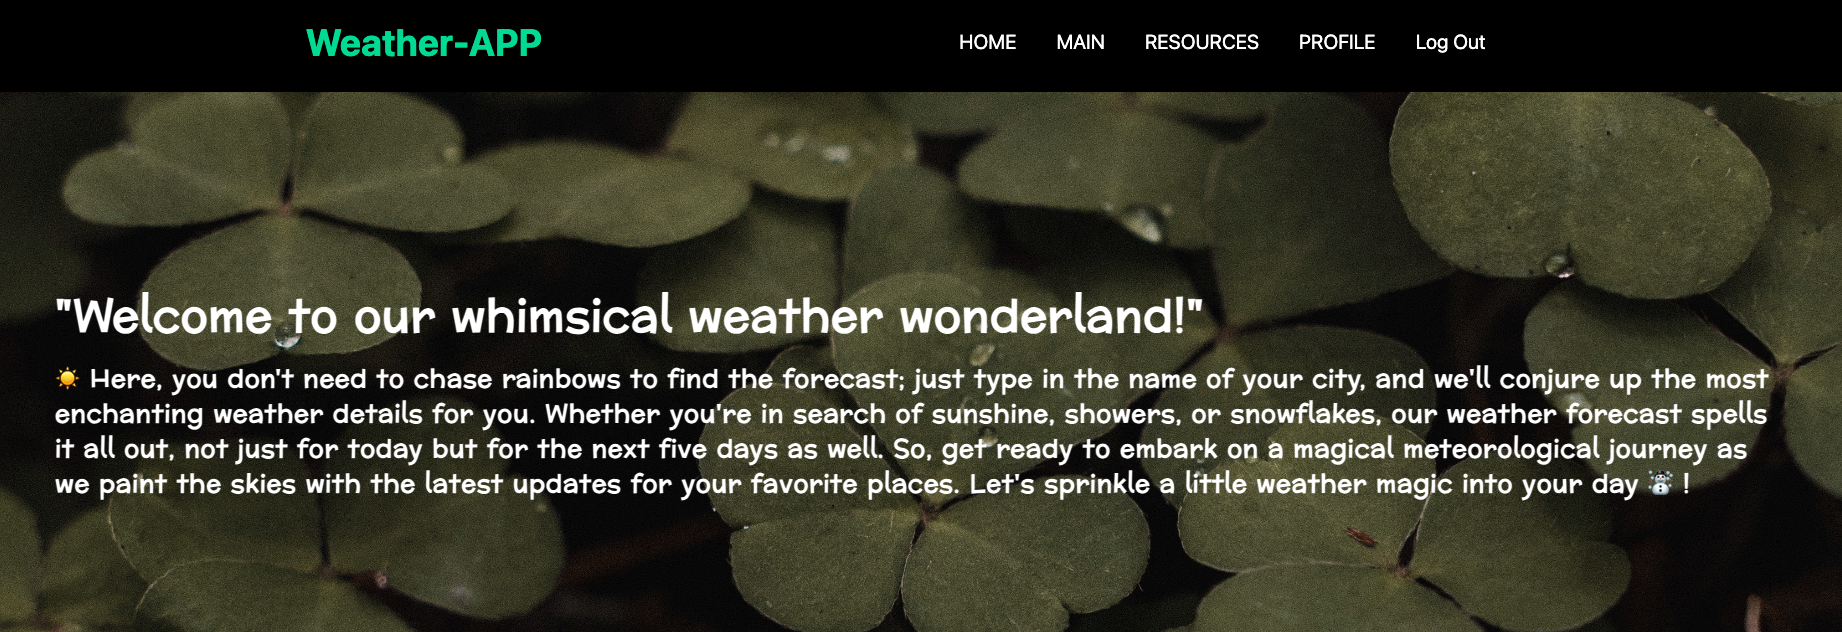 Weather-APP
HOME MAIN RESOURCES PROFILE Log Out
"Welcome to our whimsical weather wonderland!"
☀️ Here, you don't need to chase rainbows to find the forecast; just type in the name of your city, and we'll conjure up the most
enchanting weather details for you. Whether you're in search of sunshine, showers, or snowflakes, our weather forecast spells
it all out, not just for today but for the next five days as well. So, get ready to embark on a magical meteorological journey as
we paint the skies with the latest updates for your favorite places. Let's sprinkle a little weather magic into your day ☃️ !